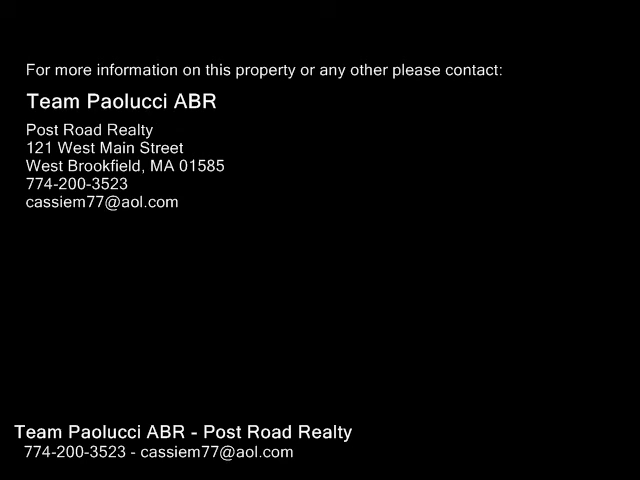 For more information on this property or any other please contact:
Team Paolucci ABR
Post Road Realty
121 West Main Street
West Brookfield, MA 01585
774-200-3523
cassiem77@aol.com
Team Paolucci ABR - Post Road Realty
774-200-3523 - cassiem77@aol.com